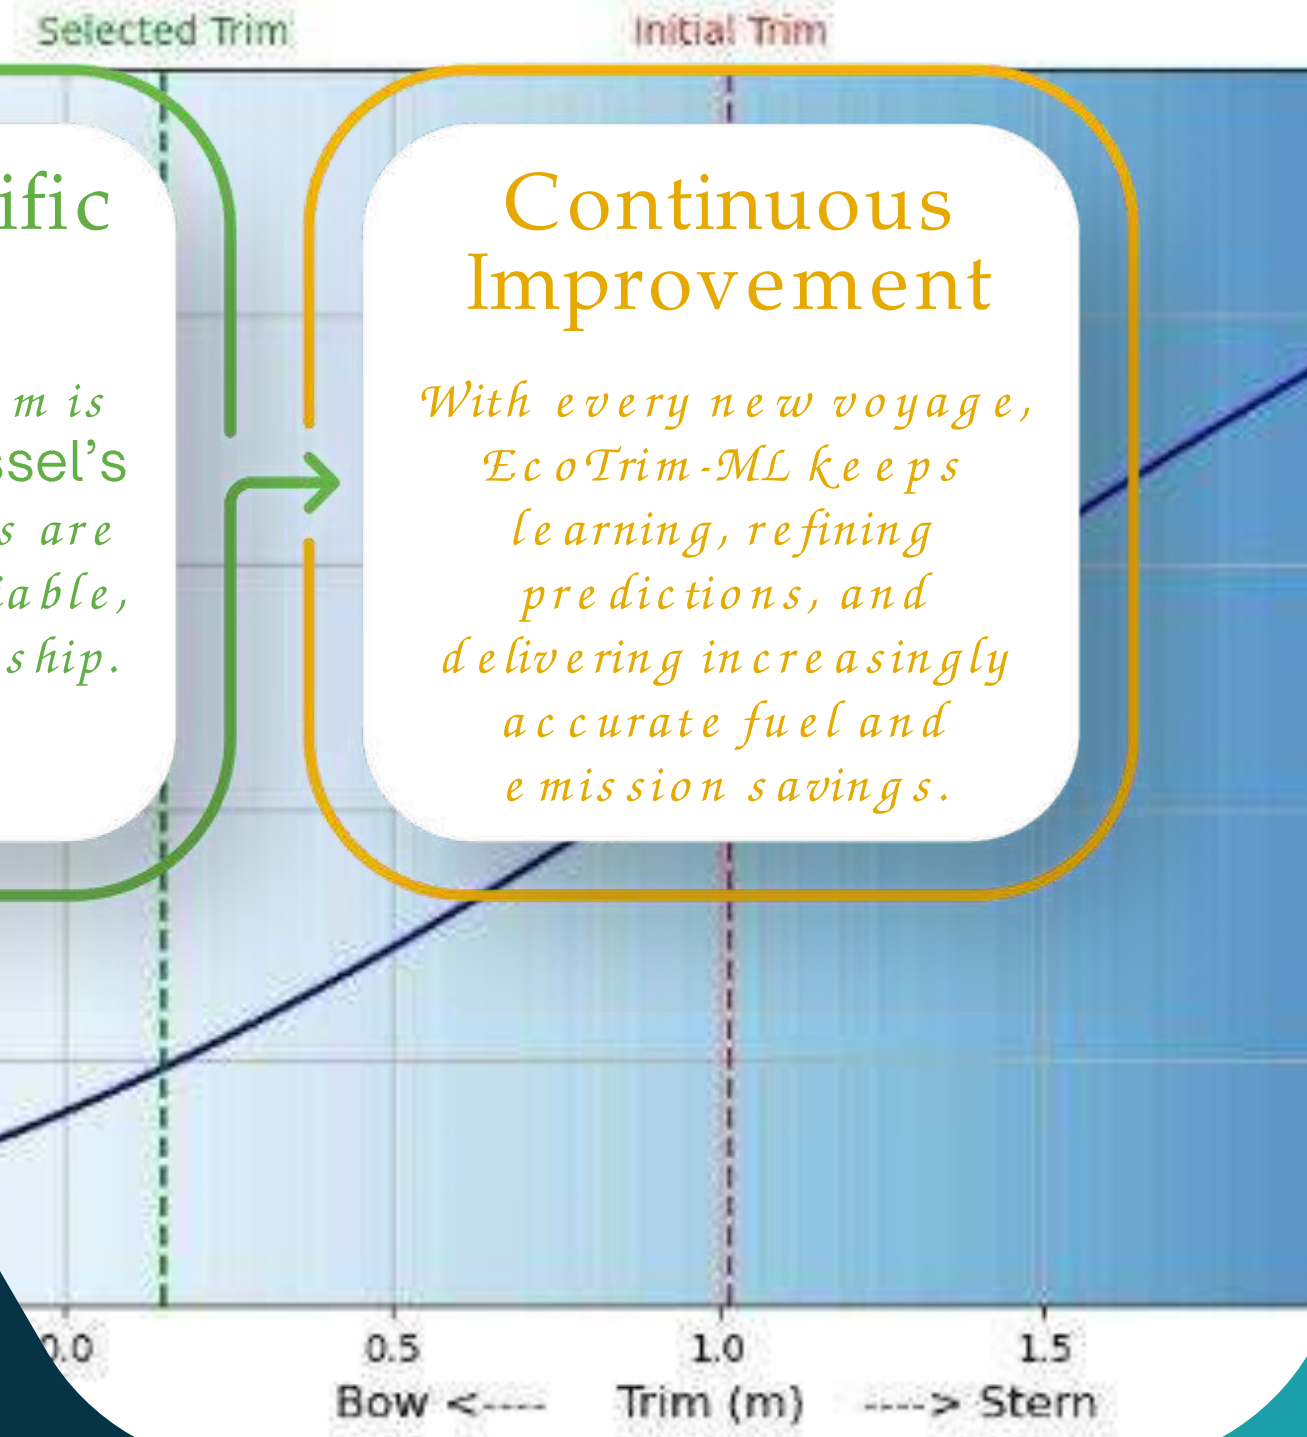 Selected Trim
Initial Trim
ific
m is
ssel’s
s are
iable,
ship.
Continuous
Improvement
With every new voyage,
EcoTrim-ML keeps
learning, refining
predictions, and
delivering increasingly
accurate fuel and
emission savings.
0.0
0.5
1.0
1.5
Bow <---- Trim (m) ----> Stern